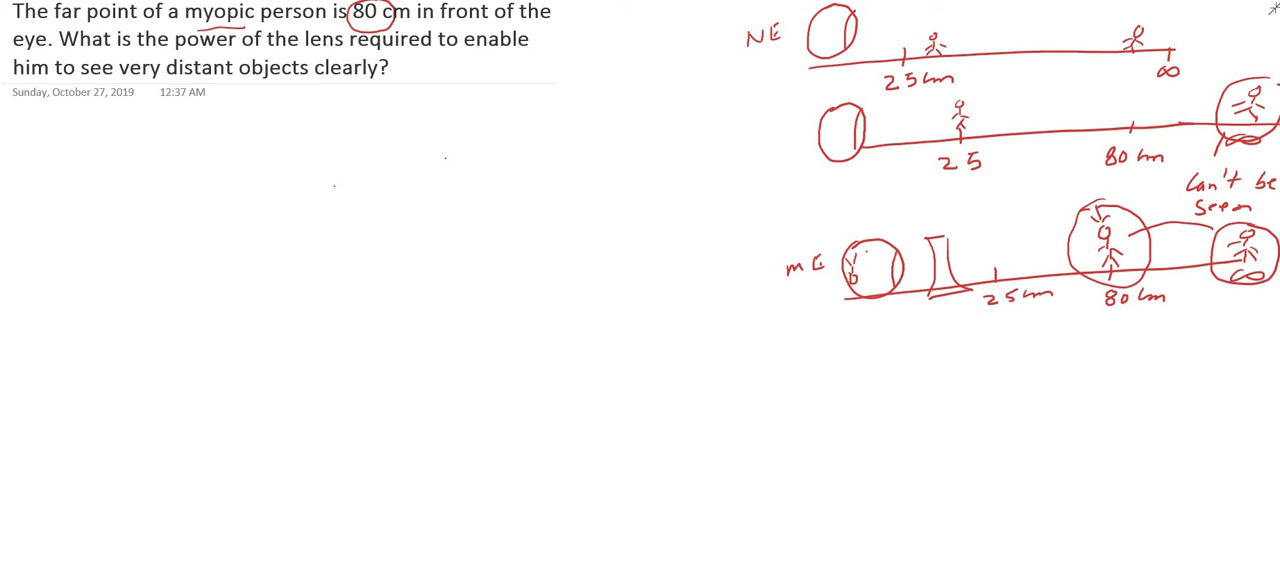 The far point of a myopic person is 80 cm in front of the
eye. What is the power of the lens required to enable
him to see very distant objects clearly?
Sunday, October 27, 2019 12:37 AM
NE
25cm
∞
25
80 cm
∞
Can't be
seen
ME
25cm
80 cm
∞